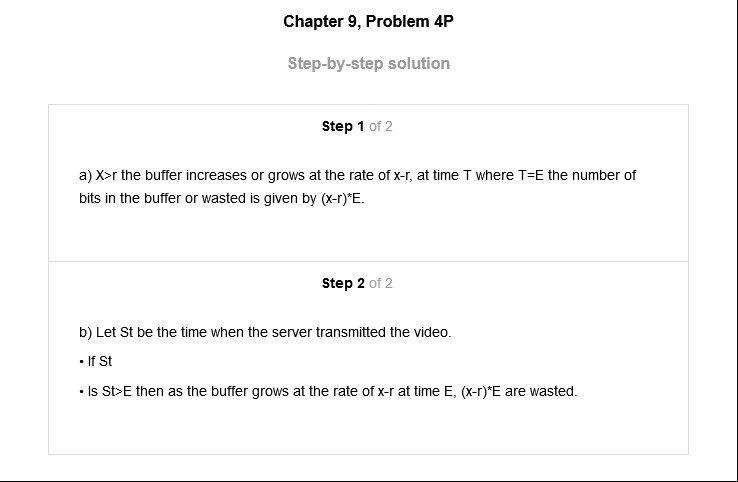 Chapter 9, Problem 4P
Step-by-step solution
Step 1 of 2
a) X>r the buffer increases or grows at the rate of x-r, at time T where T=E the number of
bits in the buffer or wasted is given by (x-r)*E.
Step 2 of 2
b) Let St be the time when the server transmitted the video.
• If St
• Is St>E then as the buffer grows at the rate of x-r at time E, (x-r)*E are wasted.